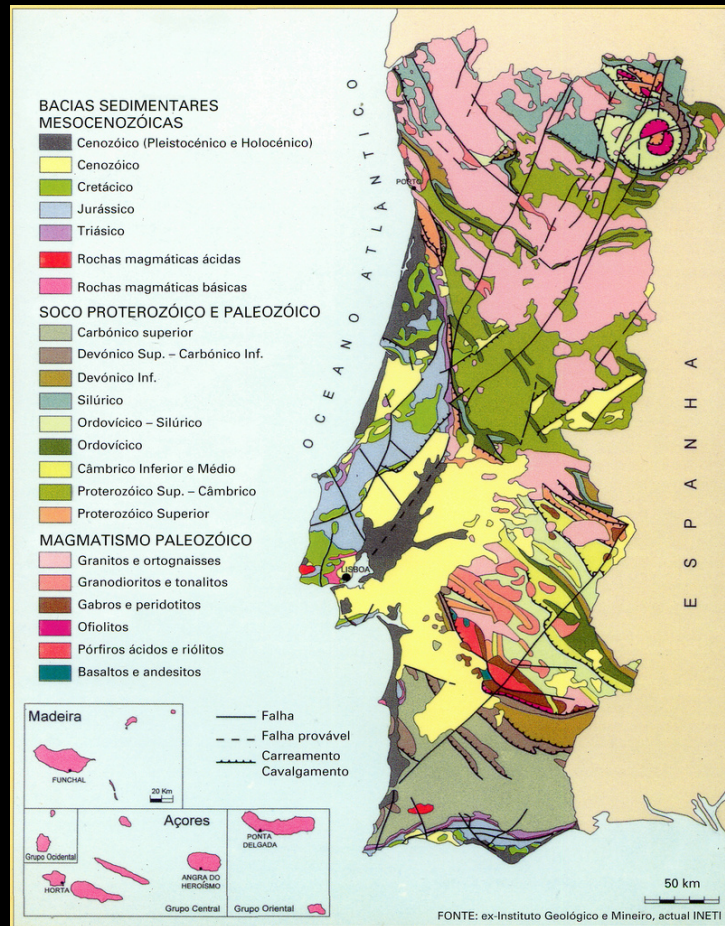 BACIAS SEDIMENTARES
MESOCENOZÓICAS
Cenozóico (Pleistocénico e Holocénico)
Cenozóico
Cretácico
Jurássico
Triásico
Rochas magmáticas ácidas
Rochas magmáticas básicas
SOCO PROTEROZÓICO E PALEOZÓICO
Carbónico superior
Devónico Sup. – Carbónico Inf.
Devónico Inf.
Silúrico
Ordovícico – Silúrico
Ordovícico
Câmbrico Inferior e Médio
Proterozóico Sup. – Câmbrico
Proterozóico Superior
MAGMATISMO PALEOZÓICO
Granitos e ortognaisses
Granodioritos e tonalitos
Gabros e peridotitos
Ofiolitos
Pórfiros ácidos e riólitos
Basaltos e andesitos
OCEANO ATLÂNTICO
PORTO
LISBOA
ESPANHA
Falha
Falha provável
Carreamento
Cavalgamento
Madeira
FUNCHAL
20 Km
Açores
Grupo Ocidental
HORTA
ANGRA DO
HEROÍSMO
Grupo Central
PONTA
DELGADA
Grupo Oriental
50 km
FONTE: ex-Instituto Geológico e Mineiro, actual INETI